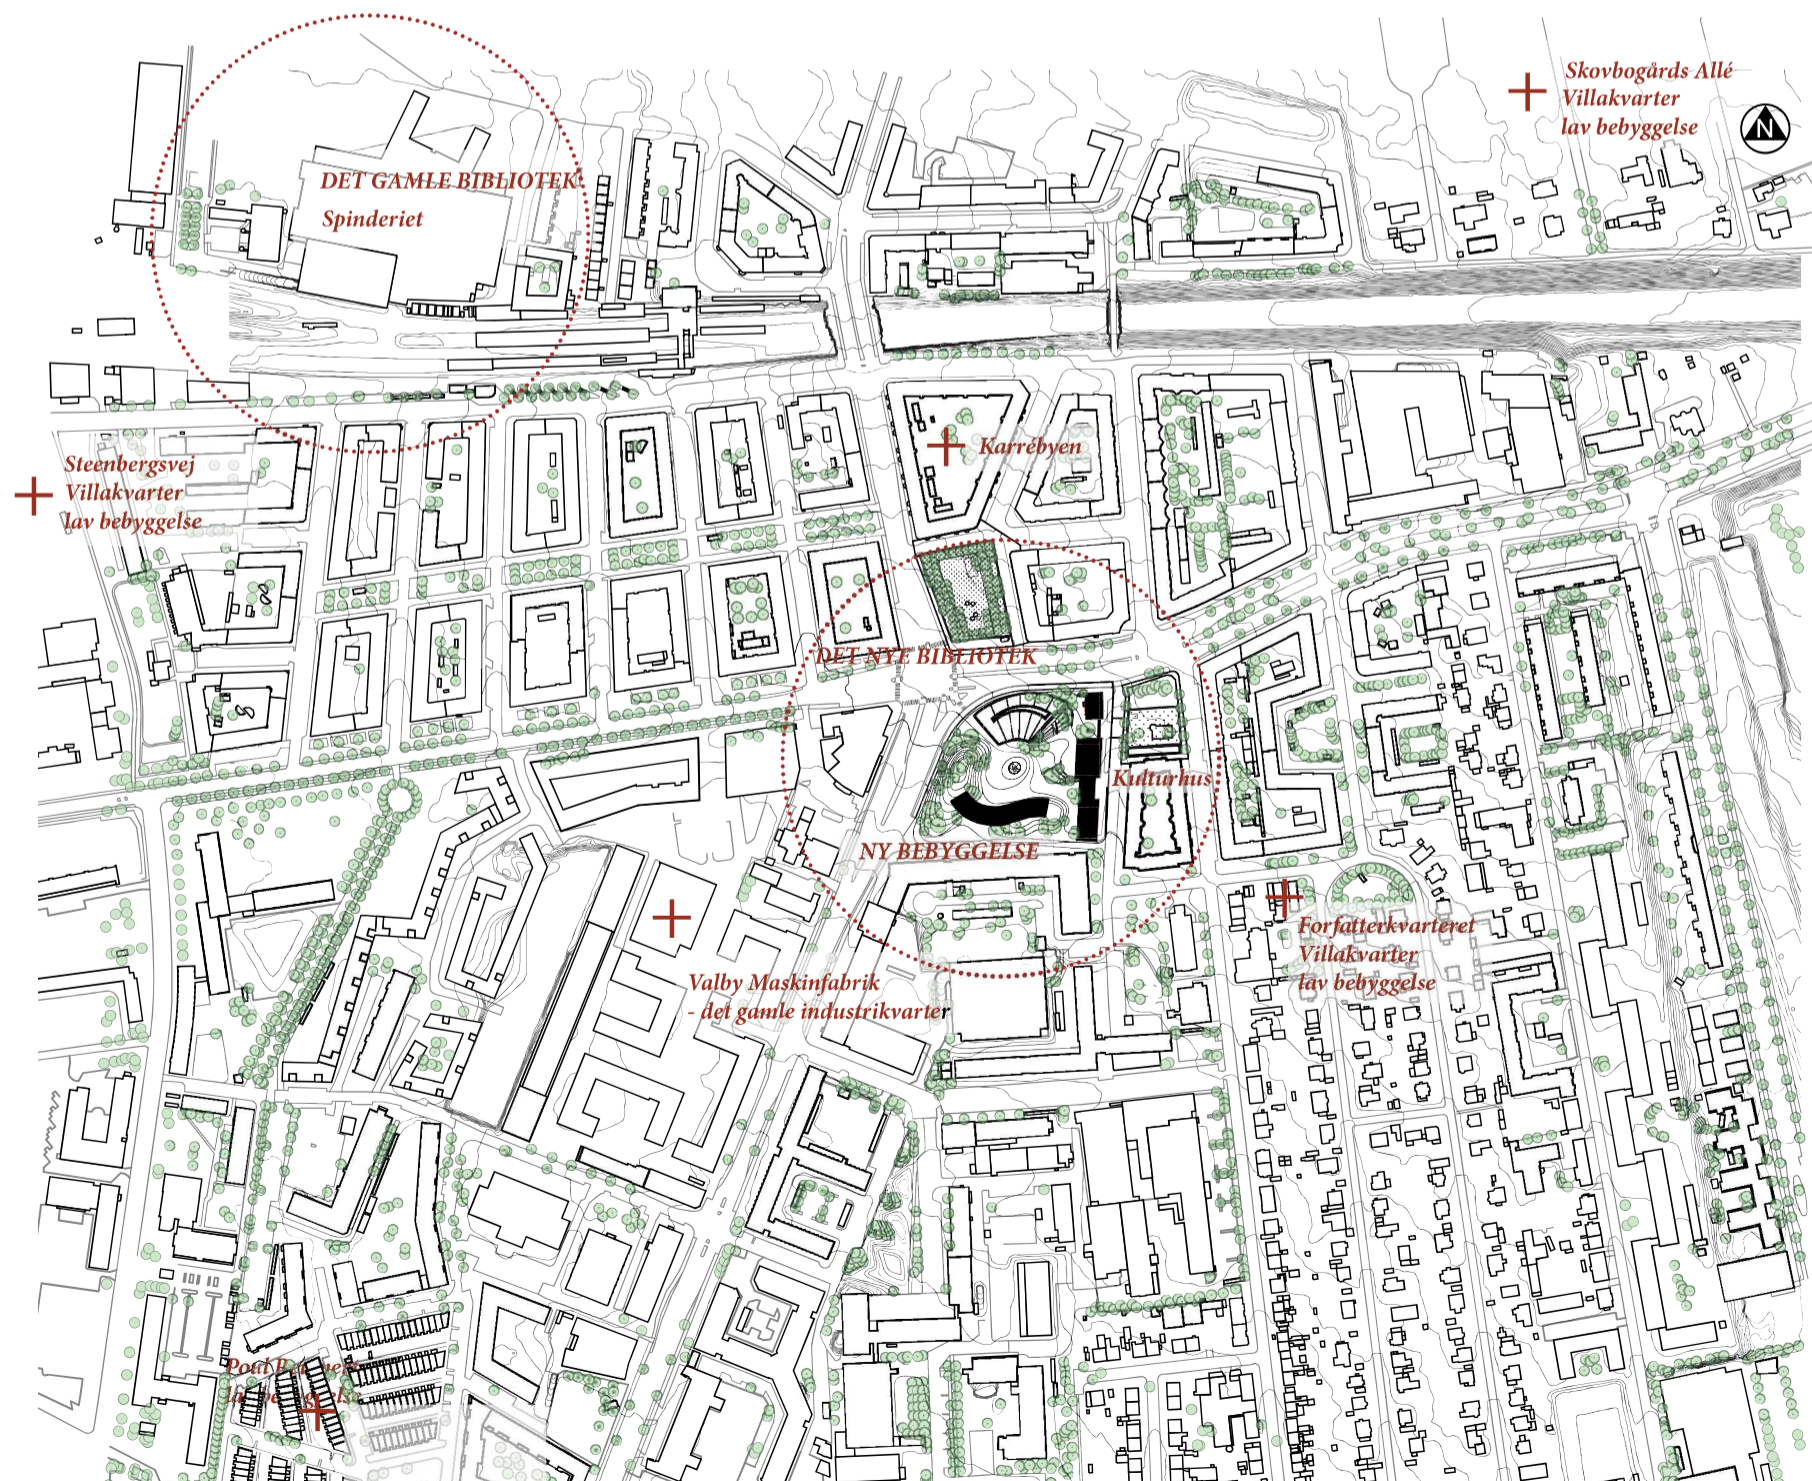 Skovbogårds Allé
Villakvarter
lav bebyggelse
N
DET GAMLE BIBLIOTEK
Spinderiet
Karrébyen
Steenbergsvej
Villakvarter
lav bebyggelse
DET NYE BIBLIOTEK
Kulturhus
NY BEBYGGELSE
Forfatterkvarteret
Villakvarter
lav bebyggelse
Valby Maskinfabrik
- det gamle industrikvarter
Poul